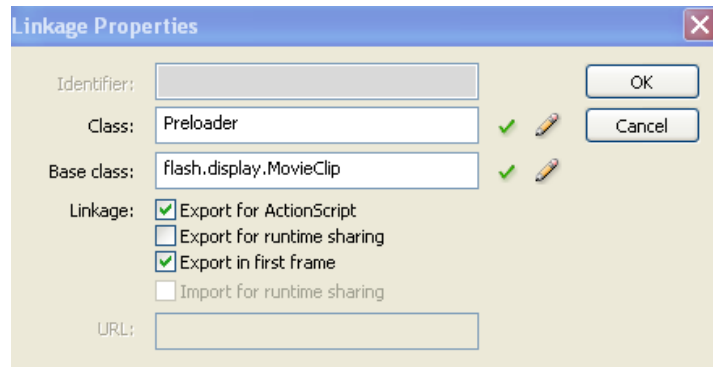 Linkage Properties
Identifier:
OK
Class: Preloader
Cancel
Base class: flash.display.MovieClip
Linkage: Export for ActionScript
Export for runtime sharing
Export in first frame
Import for runtime sharing
URL: